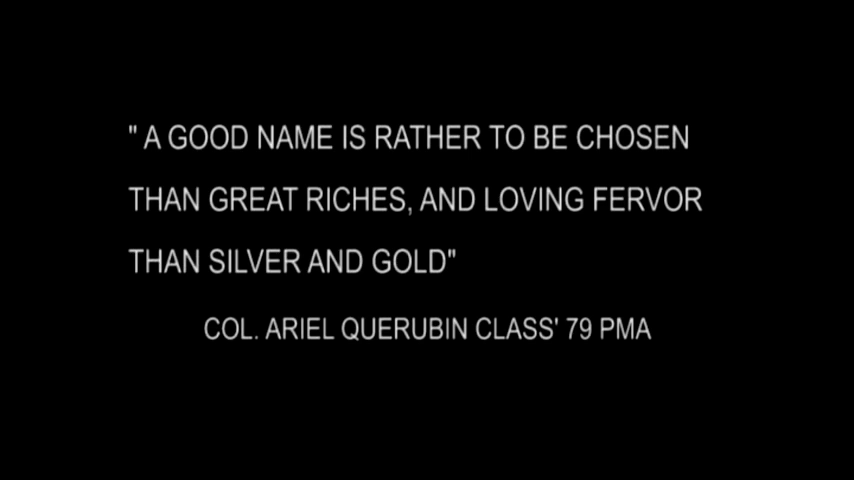 " A GOOD NAME IS RATHER TO BE CHOSEN
THAN GREAT RICHES, AND LOVING FERVOR
THAN SILVER AND GOLD"
COL. ARIEL QUERUBIN CLASS' 79 PMA